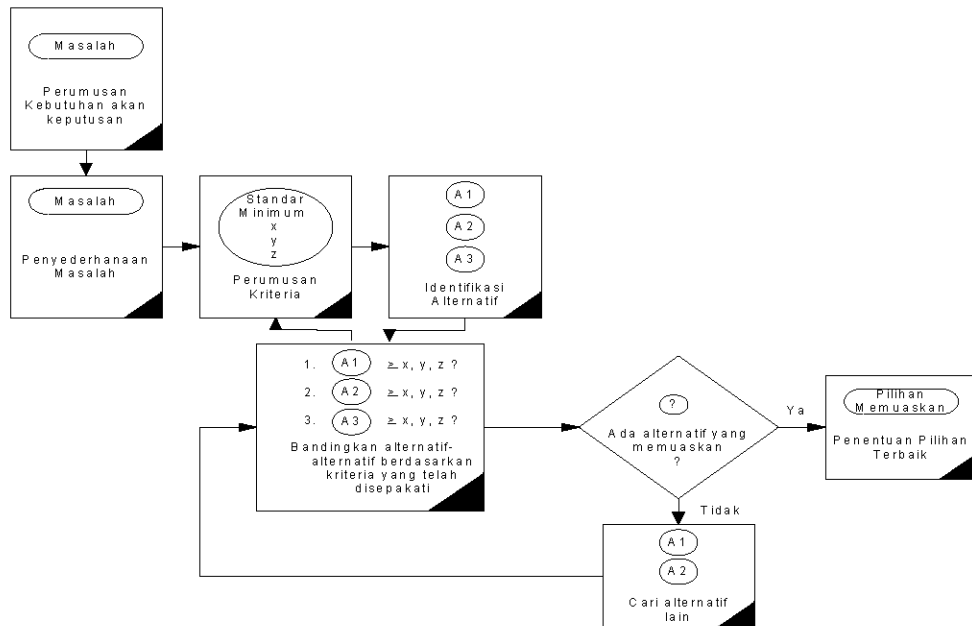 Masalah
Perumusan
Kebutuhan akan
keputusan
Masalah
Penyederhanaan
Masalah
Standar
Minimum
x
y
z
Perumusan
Kriteria
A1
A2
A3
Identifikasi
Alternatif
1. A1 ≥ x, y, z ?
2. A2 ≥ x, y, z ?
3. A3 ≥ x, y, z ?
Bandingkan alternatif-
alternatif berdasarkan
kriteria yang telah
disepakati
?
Ada alternatif yang
memuaskan
?
Ya
Pilihan
Memuaskan
Penentuan Pilihan
Terbaik
Tidak
A1
A2
Cari alternatif
lain